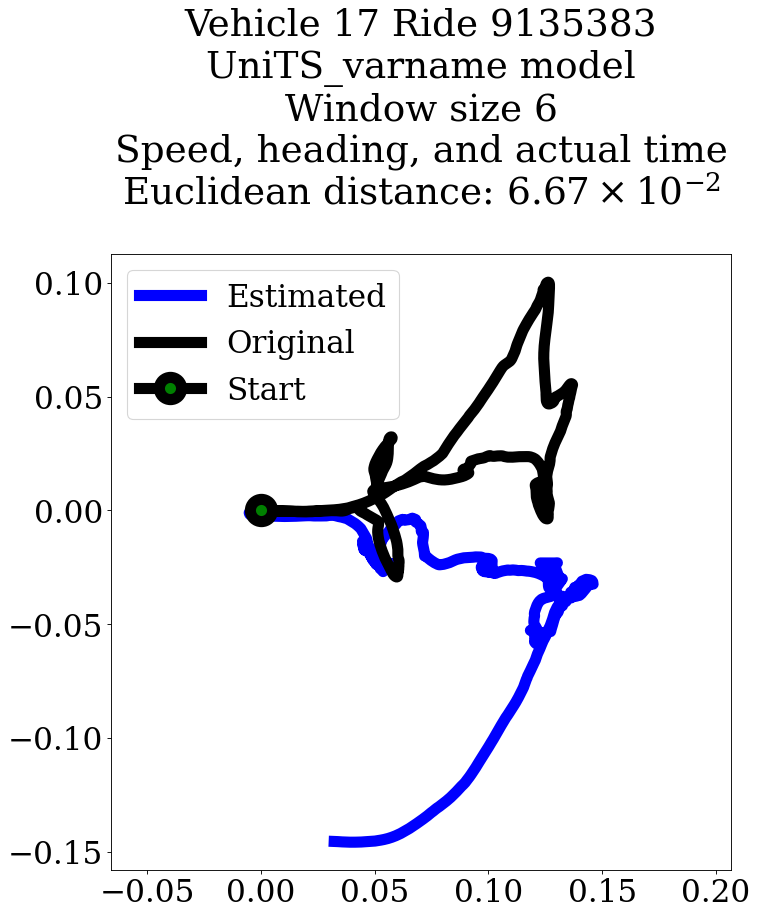 Vehicle 17 Ride 9135383
UniTS_varname model
Window size 6
Speed, heading, and actual time
Euclidean distance: 6.67 × 10⁻²
Estimated
Original
Start
0.10
0.05
0.00
−0.05
−0.10
−0.15
−0.05 0.00 0.05 0.10 0.15 0.20